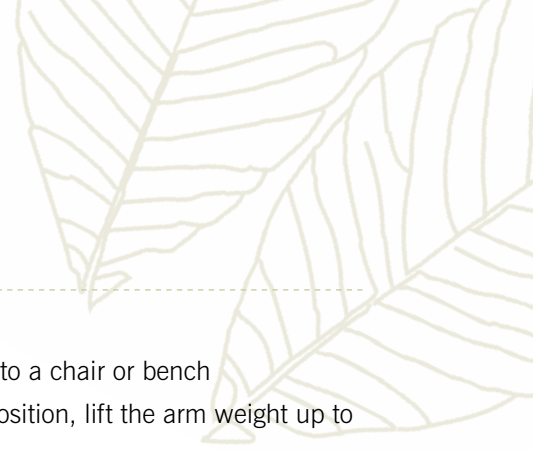 to a chair or bench
osition, lift the arm weight up to